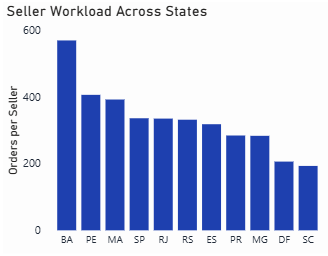 Seller Workload Across States
Orders per Seller
600
400
200
0
BA PE MA SP RJ RS ES PR MG DF SC